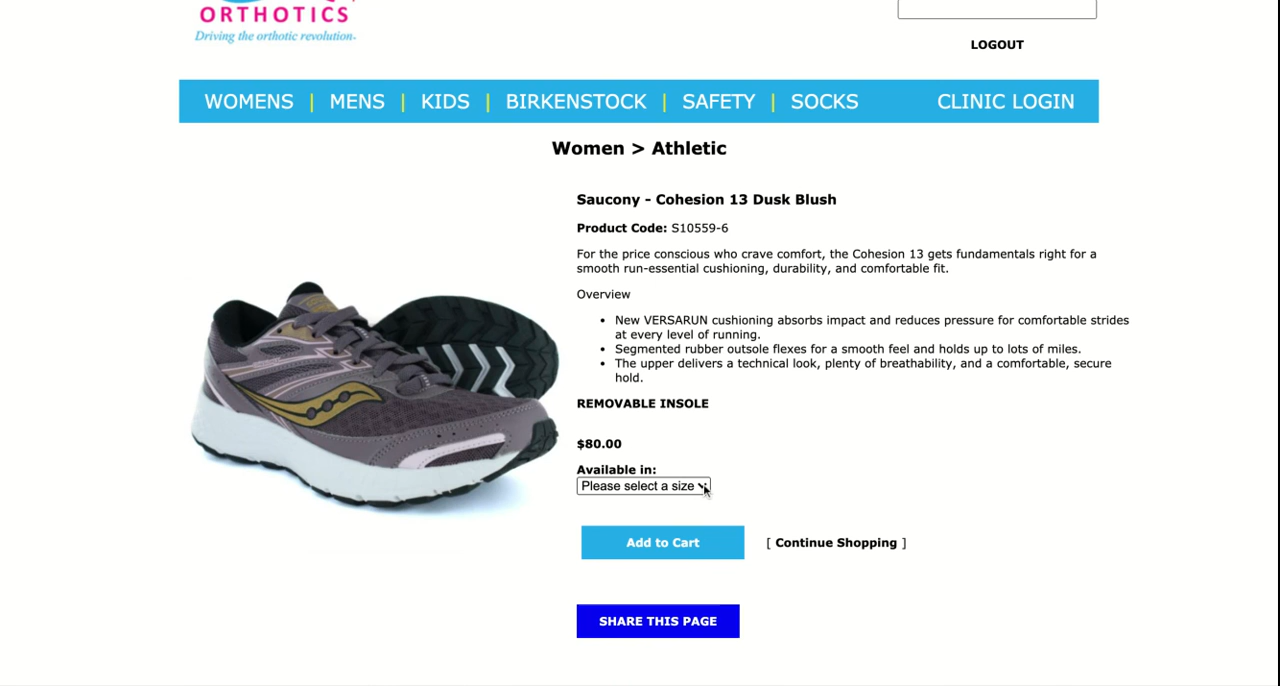 ORTHOTICS
Driving the orthotic revolution-
LOGOUT
WOMENS | MENS | KIDS | BIRKENSTOCK | SAFETY | SOCKS CLINIC LOGIN
Women > Athletic
Saucony - Cohesion 13 Dusk Blush
Product Code: S10559-6
For the price conscious who crave comfort, the Cohesion 13 gets fundamentals right for a
smooth run-essential cushioning, durability, and comfortable fit.
Overview
• New VERSARUN cushioning absorbs impact and reduces pressure for comfortable strides
at every level of running.
• Segmented rubber outsole flexes for a smooth feel and holds up to lots of miles.
• The upper delivers a technical look, plenty of breathability, and a comfortable, secure
hold.
REMOVABLE INSOLE
$80.00
Available in:
Please select a size
Add to Cart [ Continue Shopping ]
SHARE THIS PAGE